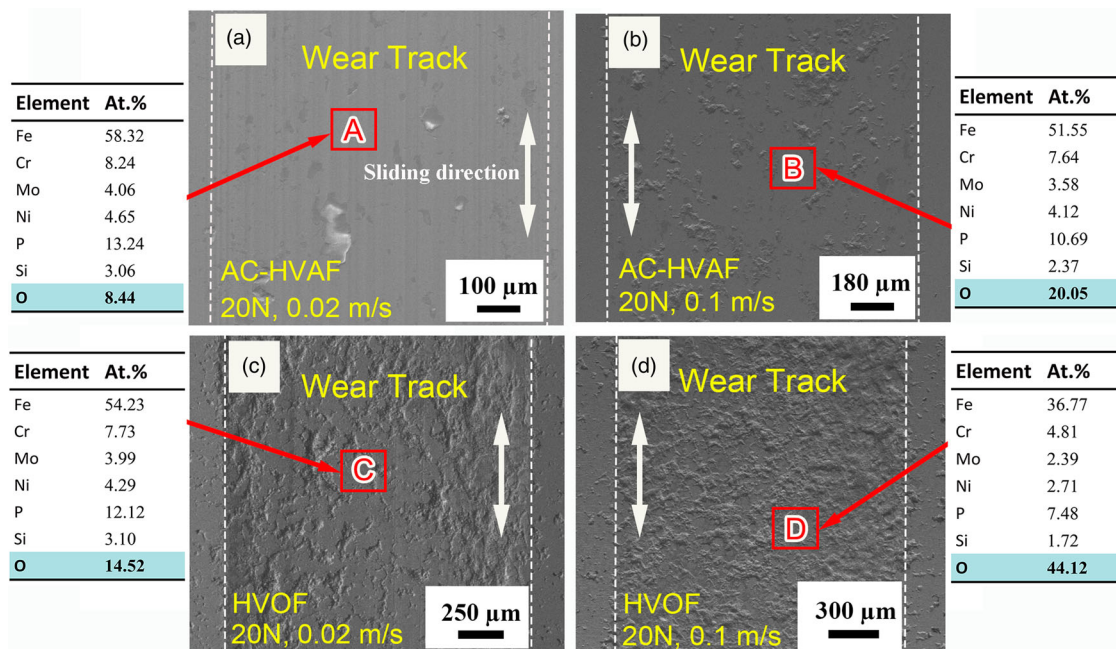 Element At.%
Fe 58.32
Cr 8.24
Mo 4.06
Ni 4.65
P 13.24
Si 3.06
O 8.44
(a)
Wear Track
A
Sliding direction
AC-HVAF
20N, 0.02 m/s
100 µm
(b)
Wear Track
B
AC-HVAF
20N, 0.1 m/s
180 µm
Element At.%
Fe 51.55
Cr 7.64
Mo 3.58
Ni 4.12
P 10.69
Si 2.37
O 20.05
Element At.%
Fe 54.23
Cr 7.73
Mo 3.99
Ni 4.29
P 12.12
Si 3.10
O 14.52
(c)
Wear Track
C
HVOF
20N, 0.02 m/s
250 µm
(d)
Wear Track
D
HVOF
20N, 0.1 m/s
300 µm
Element At.%
Fe 36.77
Cr 4.81
Mo 2.39
Ni 2.71
P 7.48
Si 1.72
O 44.12